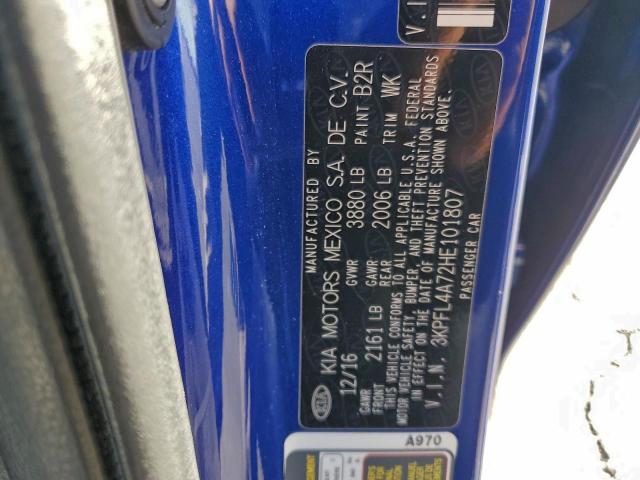 V.I
MANUFACTURED BY
KIA KIA MOTORS MEXICO S.A. DE C.V.
12/16 GVWR 3880 LB PAINT B2R
GAWR FRONT 2161 LB GAWR REAR 2006 LB TRIM WK
THIS VEHICLE CONFORMS TO ALL APPLICABLE U.S.A. FEDERAL
MOTOR VEHICLE SAFETY, BUMPER, AND THEFT PREVENTION STANDARDS
IN EFFECT ON THE DATE OF MANUFACTURE SHOWN ABOVE.
V.I.N. 3KPFL4A72HE101807
PASSENGER CAR
A970